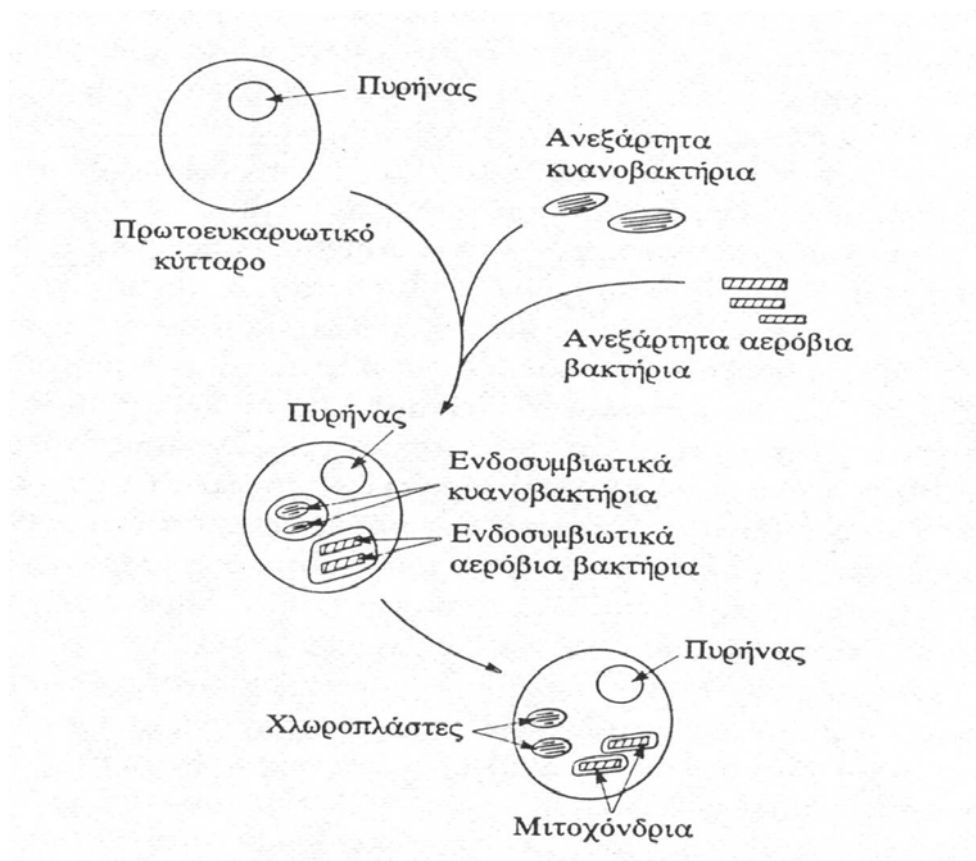 Πυρήνας
Ανεξάρτητα
κυανοβακτήρια
Πρωτοευκαρυωτικό
κύτταρο
Ανεξάρτητα αερόβια
βακτήρια
Πυρήνας
Ενδοσυμβιωτικά
κυανοβακτήρια
Ενδοσυμβιωτικά
αερόβια βακτήρια
Πυρήνας
Χλωροπλάστες
Μιτοχόνδρια